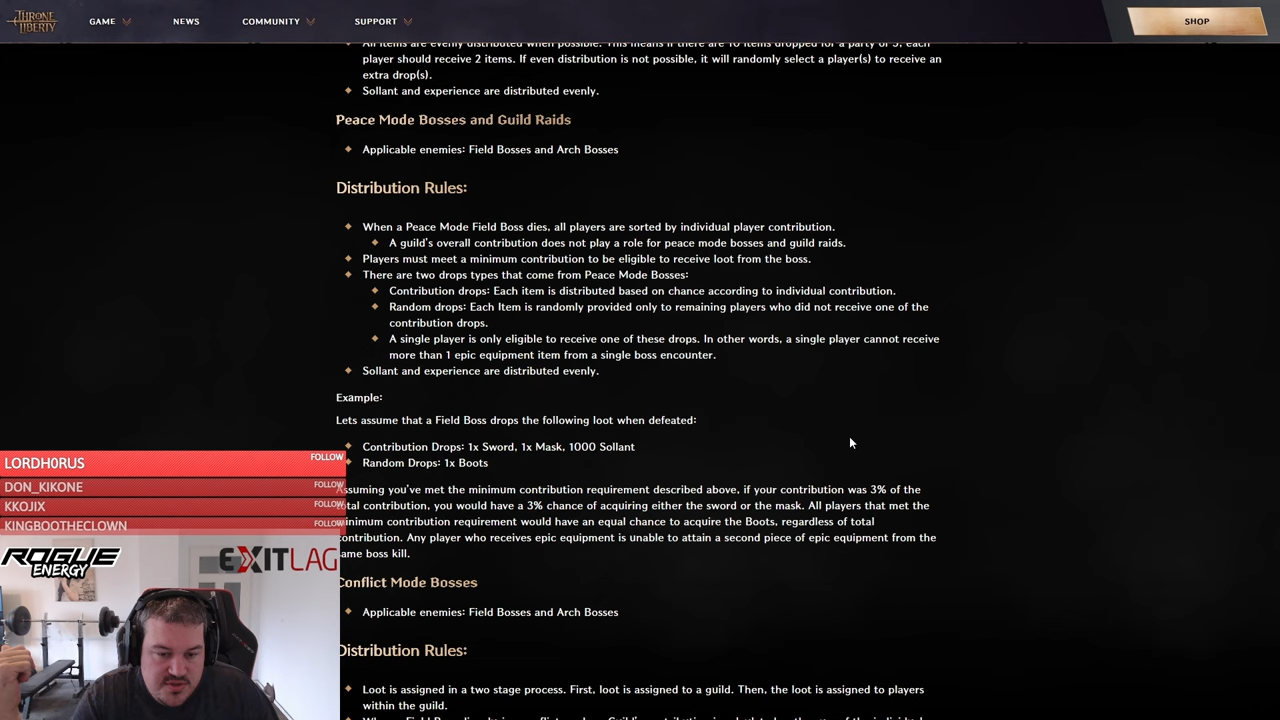 THRONE
LIBERTY
GAME
NEWS
COMMUNITY
SUPPORT
SHOP
All items are evenly distributed when possible. This means if there are 10 items dropped for a party of 5, each
player should receive 2 items. If even distribution is not possible, it will randomly select a player(s) to receive an
extra drop(s).
Sollant and experience are distributed evenly.
Peace Mode Bosses and Guild Raids
Applicable enemies: Field Bosses and Arch Bosses
Distribution Rules:
When a Peace Mode Field Boss dies, all players are sorted by individual player contribution.
A guild's overall contribution does not play a role for peace mode bosses and guild raids.
Players must meet a minimum contribution to be eligible to receive loot from the boss.
There are two drops types that come from Peace Mode Bosses:
Contribution drops: Each item is distributed based on chance according to individual contribution.
Random drops: Each Item is randomly provided only to remaining players who did not receive one of the
contribution drops.
A single player is only eligible to receive one of these drops. In other words, a single player cannot receive
more than 1 epic equipment item from a single boss encounter.
Sollant and experience are distributed evenly.
Example:
Lets assume that a Field Boss drops the following loot when defeated:
Contribution Drops: 1x Sword, 1x Mask, 1000 Sollant
Random Drops: 1x Boots
Assuming you've met the minimum contribution requirement described above, if your contribution was 3% of the
total contribution, you would have a 3% chance of acquiring either the sword or the mask. All players that met the
minimum contribution requirement would have an equal chance to acquire the Boots, regardless of total
contribution. Any player who receives epic equipment is unable to attain a second piece of epic equipment from the
same boss kill.
Conflict Mode Bosses
Applicable enemies: Field Bosses and Arch Bosses
Distribution Rules:
Loot is assigned in a two stage process. First, loot is assigned to a guild. Then, the loot is assigned to players
within the guild.
LORDH0RUS FOLLOW
DON_KIKONE FOLLOW
KKOJIX FOLLOW
KINGBOOTHECLOWN FOLLOW
ROGUE
ENERGY
EXITLAG